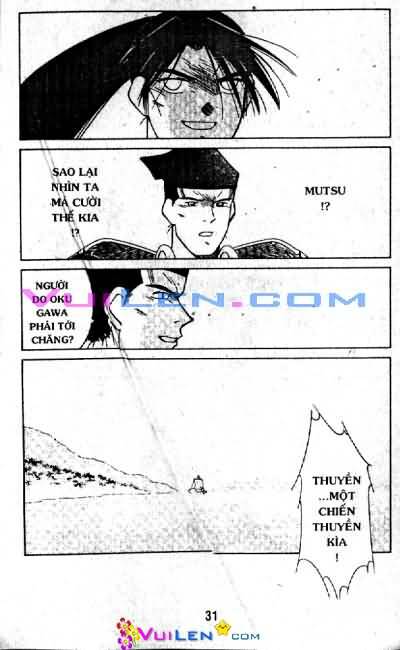 SAO LẠI
NHÌN TA
MÀ CƯỜI
THẾ KIA
!?
MUTSU
!?
NGƯỜI
DO OKU
GAWA
PHÁI TỚI
CHĂNG?
VUILEN.COM
THUYỀN
...MỘT
CHIẾN
THUYỀN
KÌA
!
31
VUILEN.COM